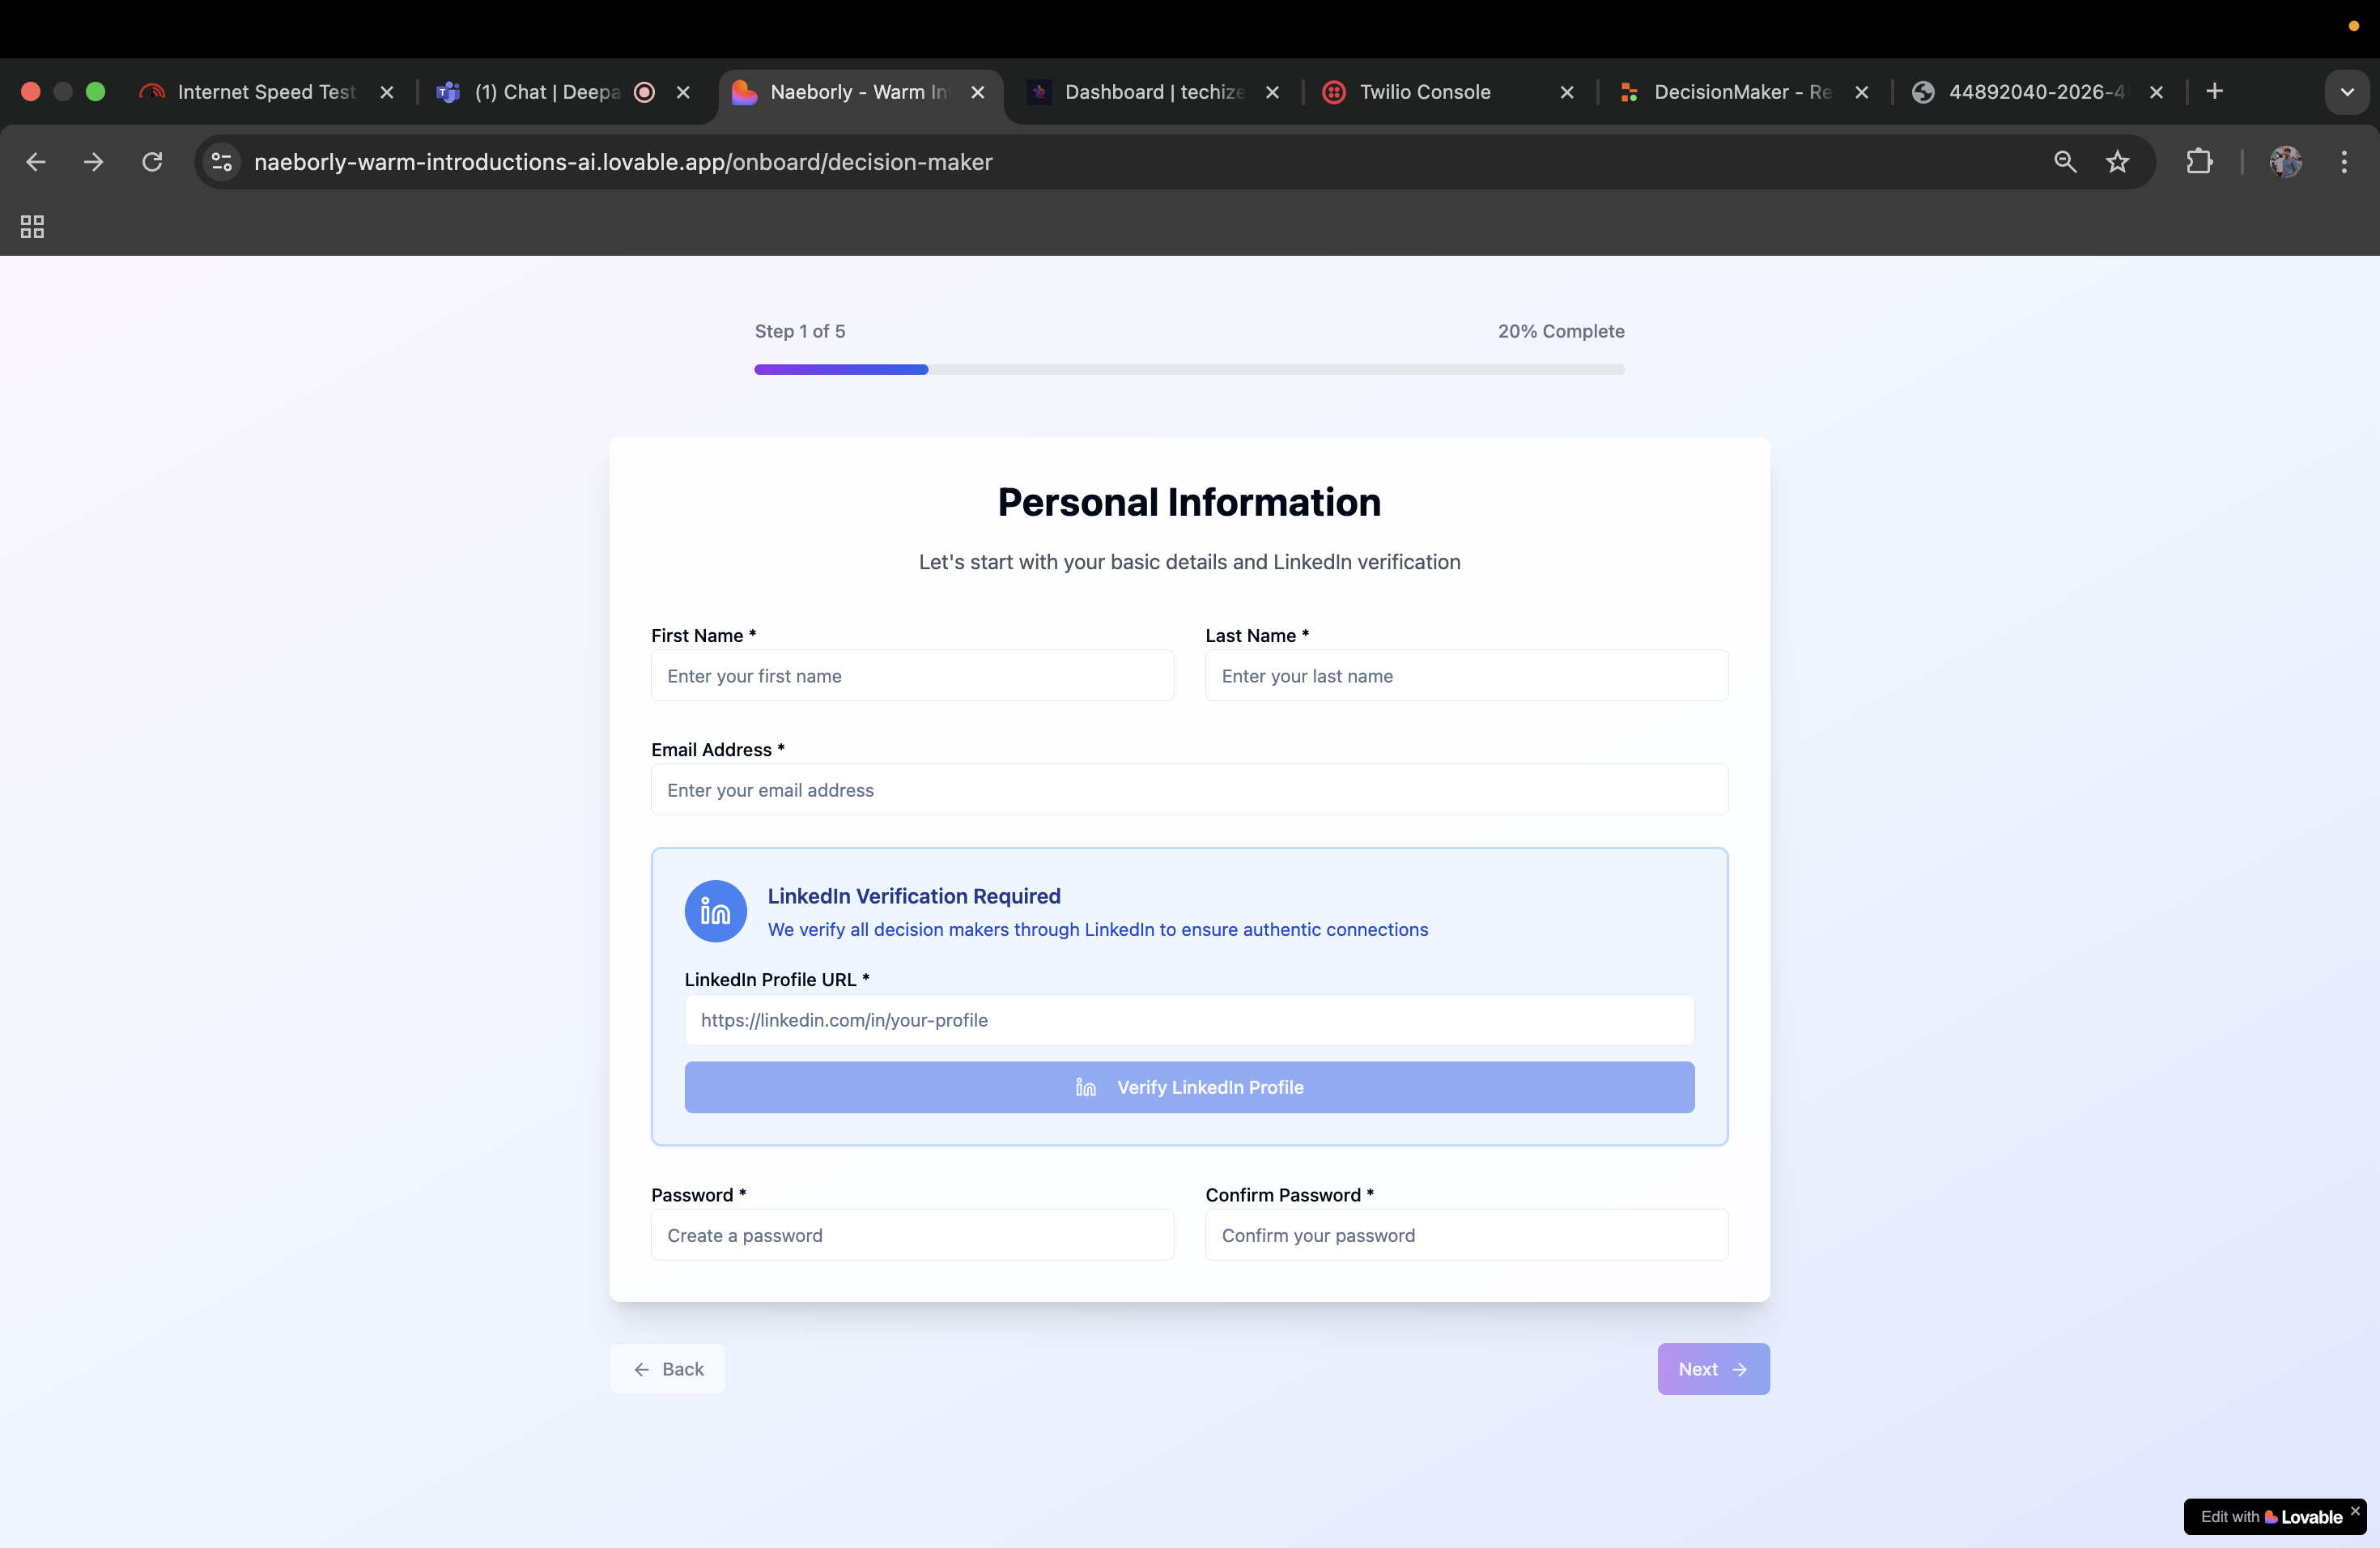 Internet Speed Test
(1) Chat | Deepa
Naeborly - Warm In
Dashboard | techize
Twilio Console
DecisionMaker - Re
44892040-2026-4
naeborly-warm-introductions-ai.lovable.app/onboard/decision-maker
Step 1 of 5
20% Complete
Personal Information
Let's start with your basic details and LinkedIn verification
First Name *
Last Name *
Enter your first name
Enter your last name
Email Address *
Enter your email address
LinkedIn Verification Required
We verify all decision makers through LinkedIn to ensure authentic connections
LinkedIn Profile URL *
https://linkedin.com/in/your-profile
Verify LinkedIn Profile
Password *
Confirm Password *
Create a password
Confirm your password
Back
Next
Edit with Lovable